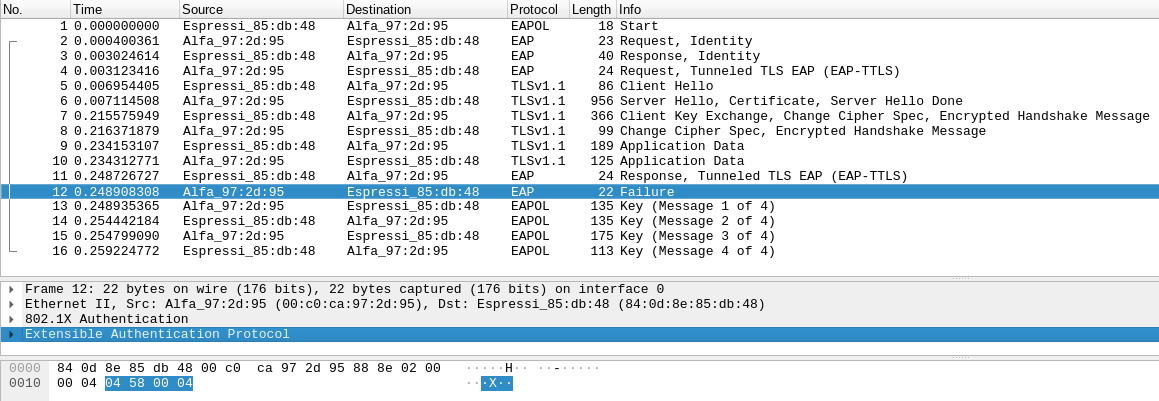 No. Time Source Destination Protocol Length Info
1 0.000000000 Espressi_85:db:48 Alfa_97:2d:95 EAPOL 18 Start
2 0.000400361 Alfa_97:2d:95 Espressi_85:db:48 EAP 23 Request, Identity
3 0.003024614 Espressi_85:db:48 Alfa_97:2d:95 EAP 40 Response, Identity
4 0.003123416 Alfa_97:2d:95 Espressi_85:db:48 EAP 24 Request, Tunneled TLS EAP (EAP-TTLS)
5 0.006954405 Espressi_85:db:48 Alfa_97:2d:95 TLSv1.1 86 Client Hello
6 0.007114508 Alfa_97:2d:95 Espressi_85:db:48 TLSv1.1 956 Server Hello, Certificate, Server Hello Done
7 0.215575949 Espressi_85:db:48 Alfa_97:2d:95 TLSv1.1 366 Client Key Exchange, Change Cipher Spec, Encrypted Handshake Message
8 0.216371879 Alfa_97:2d:95 Espressi_85:db:48 TLSv1.1 99 Change Cipher Spec, Encrypted Handshake Message
9 0.234153107 Espressi_85:db:48 Alfa_97:2d:95 TLSv1.1 189 Application Data
10 0.234312771 Alfa_97:2d:95 Espressi_85:db:48 TLSv1.1 125 Application Data
11 0.248726727 Espressi_85:db:48 Alfa_97:2d:95 EAP 24 Response, Tunneled TLS EAP (EAP-TTLS)
12 0.248908308 Alfa_97:2d:95 Espressi_85:db:48 EAP 22 Failure
13 0.248935365 Alfa_97:2d:95 Espressi_85:db:48 EAPOL 135 Key (Message 1 of 4)
14 0.254442184 Espressi_85:db:48 Alfa_97:2d:95 EAPOL 135 Key (Message 2 of 4)
15 0.254799090 Alfa_97:2d:95 Espressi_85:db:48 EAPOL 175 Key (Message 3 of 4)
16 0.259224772 Espressi_85:db:48 Alfa_97:2d:95 EAPOL 113 Key (Message 4 of 4)
Frame 12: 22 bytes on wire (176 bits), 22 bytes captured (176 bits) on interface 0
Ethernet II, Src: Alfa_97:2d:95 (00:c0:ca:97:2d:95), Dst: Espressi_85:db:48 (84:0d:8e:85:db:48)
802.1X Authentication
Extensible Authentication Protocol
0000 84 0d 8e 85 db 48 00 c0 ca 97 2d 95 88 8e 02 00 ·····H·· ··-·····
0010 00 04 04 58 00 04 ···X··